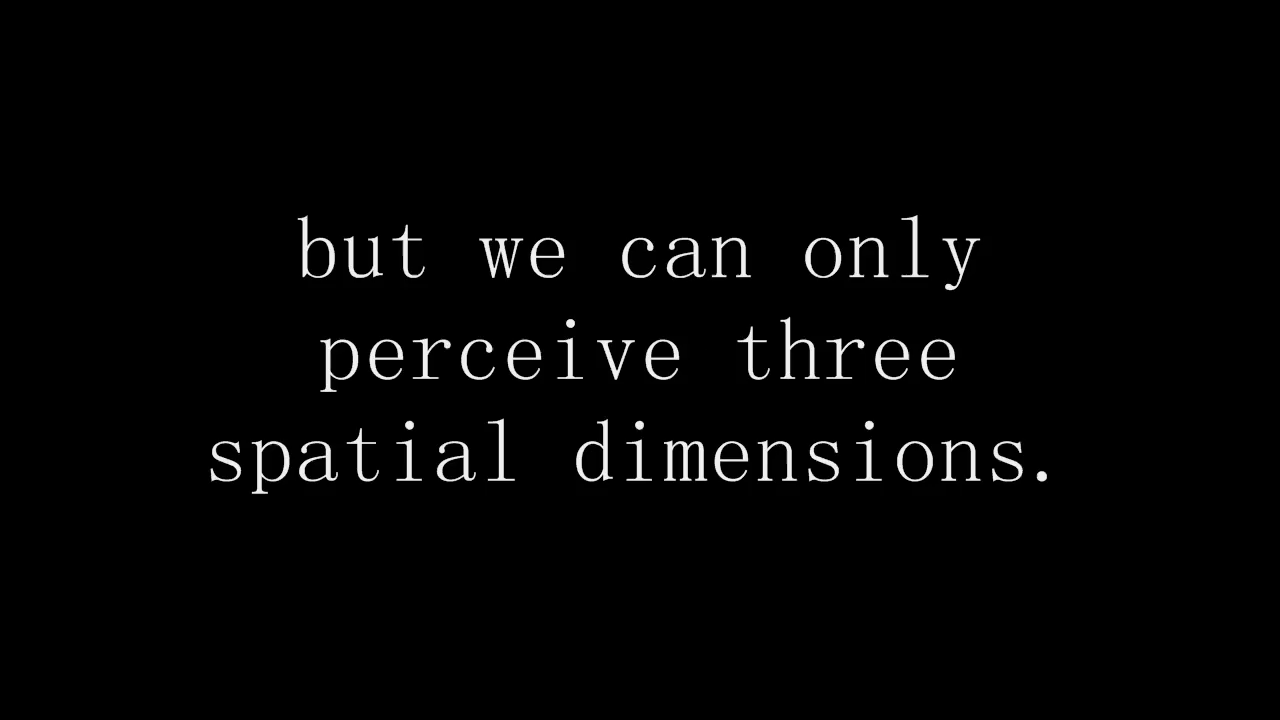 but we can only
perceive three
spatial dimensions.